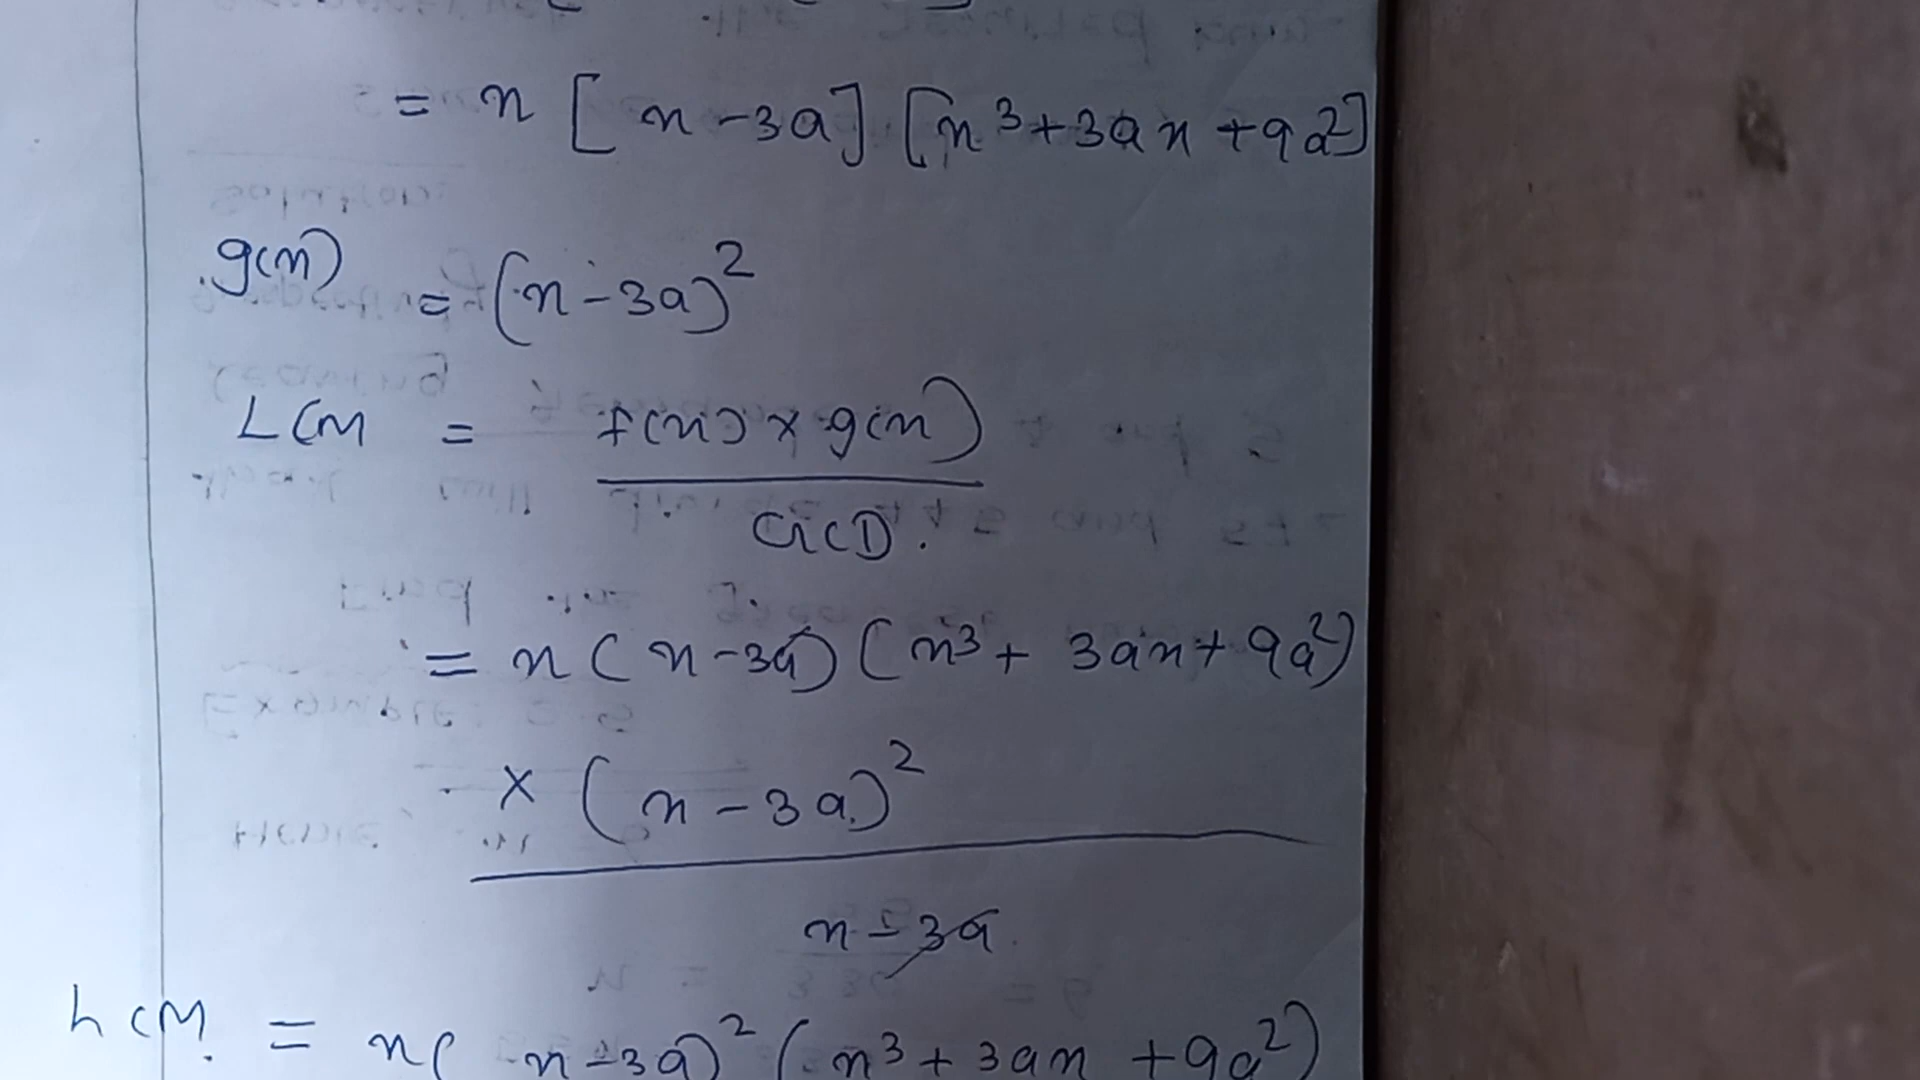 = x [x - 3a] [x³ + 3ax + 9a²]
g(x) = (x - 3a)²
LCM = f(x) × g(x)
GCD.
= x (x - 3a) (x³ + 3ax + 9a²)
× (x - 3a)²
x - 3a.
LCM. = x( x - 3a)² (x³ + 3ax + 9a²)